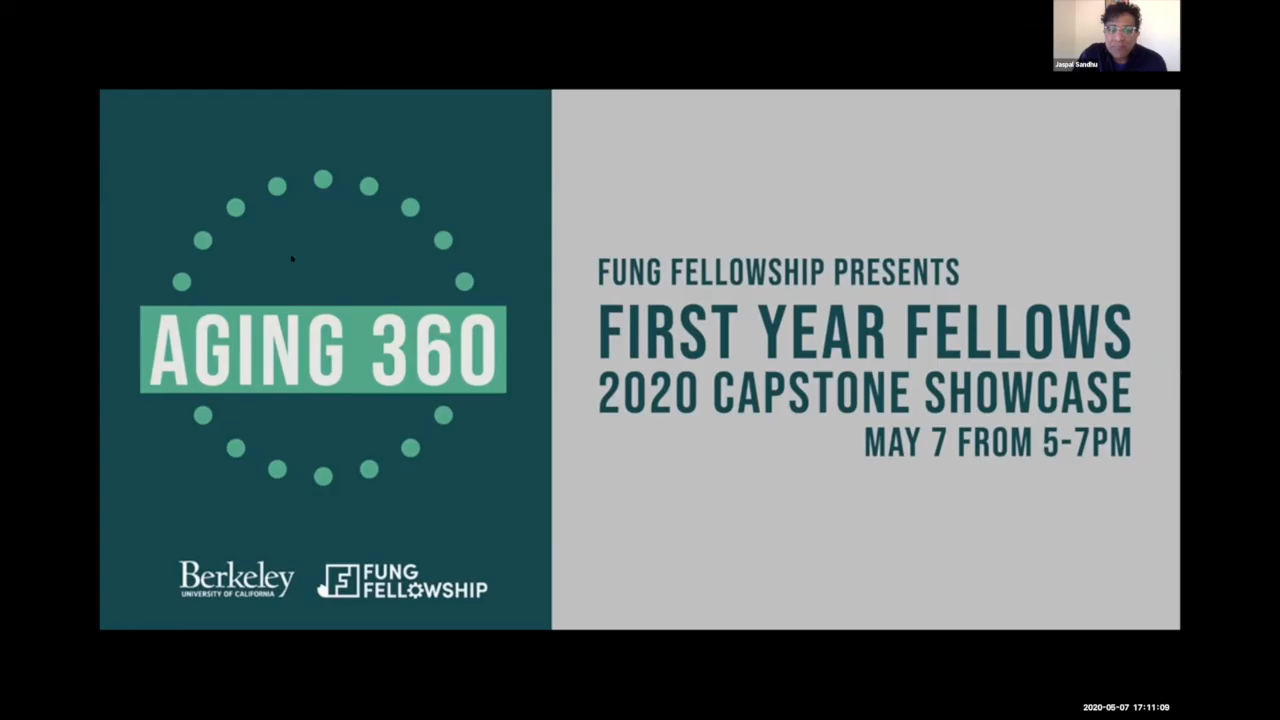 Jaspal Sandhu
AGING 360
FUNG FELLOWSHIP PRESENTS
FIRST YEAR FELLOWS
2020 CAPSTONE SHOWCASE
MAY 7 FROM 5-7PM
Berkeley
UNIVERSITY OF CALIFORNIA
F FUNG
FELLOWSHIP
2020-05-07 17:11:09